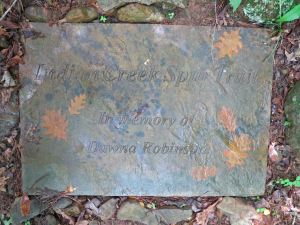 Indian Creek Spur Trail
In memory of
Dawna Robinson